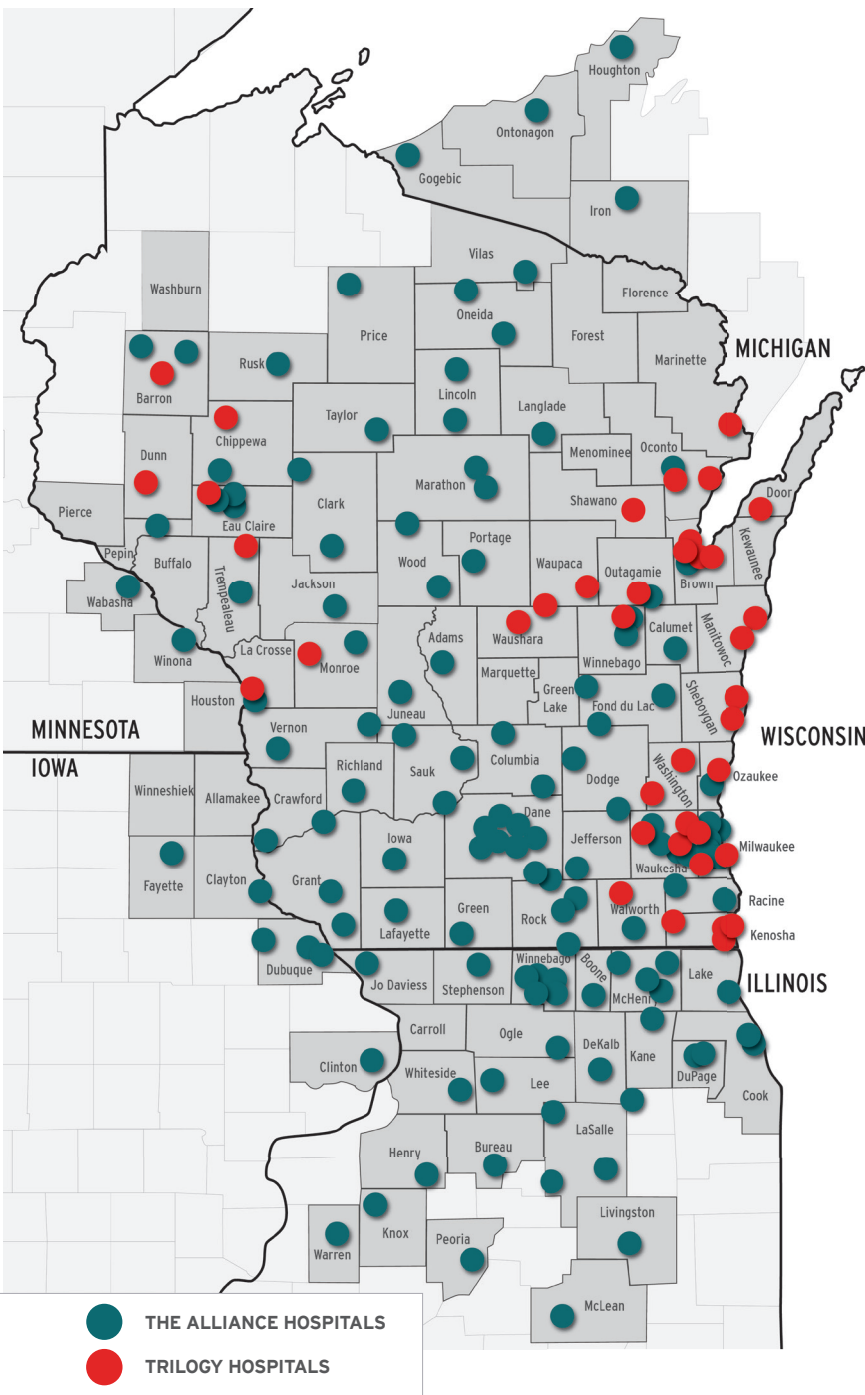 Houghton
Ontonagon
Gogebic
Iron
Vilas
Washburn
Florence
Oneida
Price
Forest
MICHIGAN
Marinette
Rusk
Barron
Lincoln
Langlade
Taylor
Chippewa
Oconto
Menominee
Dunn
Marathon
Door
Shawano
Clark
Pierce
Eau Claire
Portage
Kewaunee
Pepin
Buffalo
Wood
Waupaca
Outagamie
Trempealeau
Jackson
Brown
Wabasha
Adams
Waushara
Calumet
Manitowoc
La Crosse
Winona
Monroe
Winnebago
Marquette
Green
Lake
Sheboygan
Houston
Fond du Lac
Juneau
MINNESOTA
Vernon
WISCONSIN
IOWA
Columbia
Richland
Sauk
Washington
Ozaukee
Dodge
Winneshiek
Allamakee
Crawford
Dane
Jefferson
Iowa
Milwaukee
Waukesha
Fayette
Clayton
Grant
Racine
Green
Walworth
Rock
Lafayette
Kenosha
Winnebago
Boone
Dubuque
Jo Daviess
Stephenson
Lake
ILLINOIS
McHenry
Carroll
Ogle
DeKalb
Kane
Clinton
Whiteside
DuPage
Lee
Cook
LaSalle
Henry
Bureau
Livingston
Knox
Peoria
Warren
McLean
THE ALLIANCE HOSPITALS
TRILOGY HOSPITALS